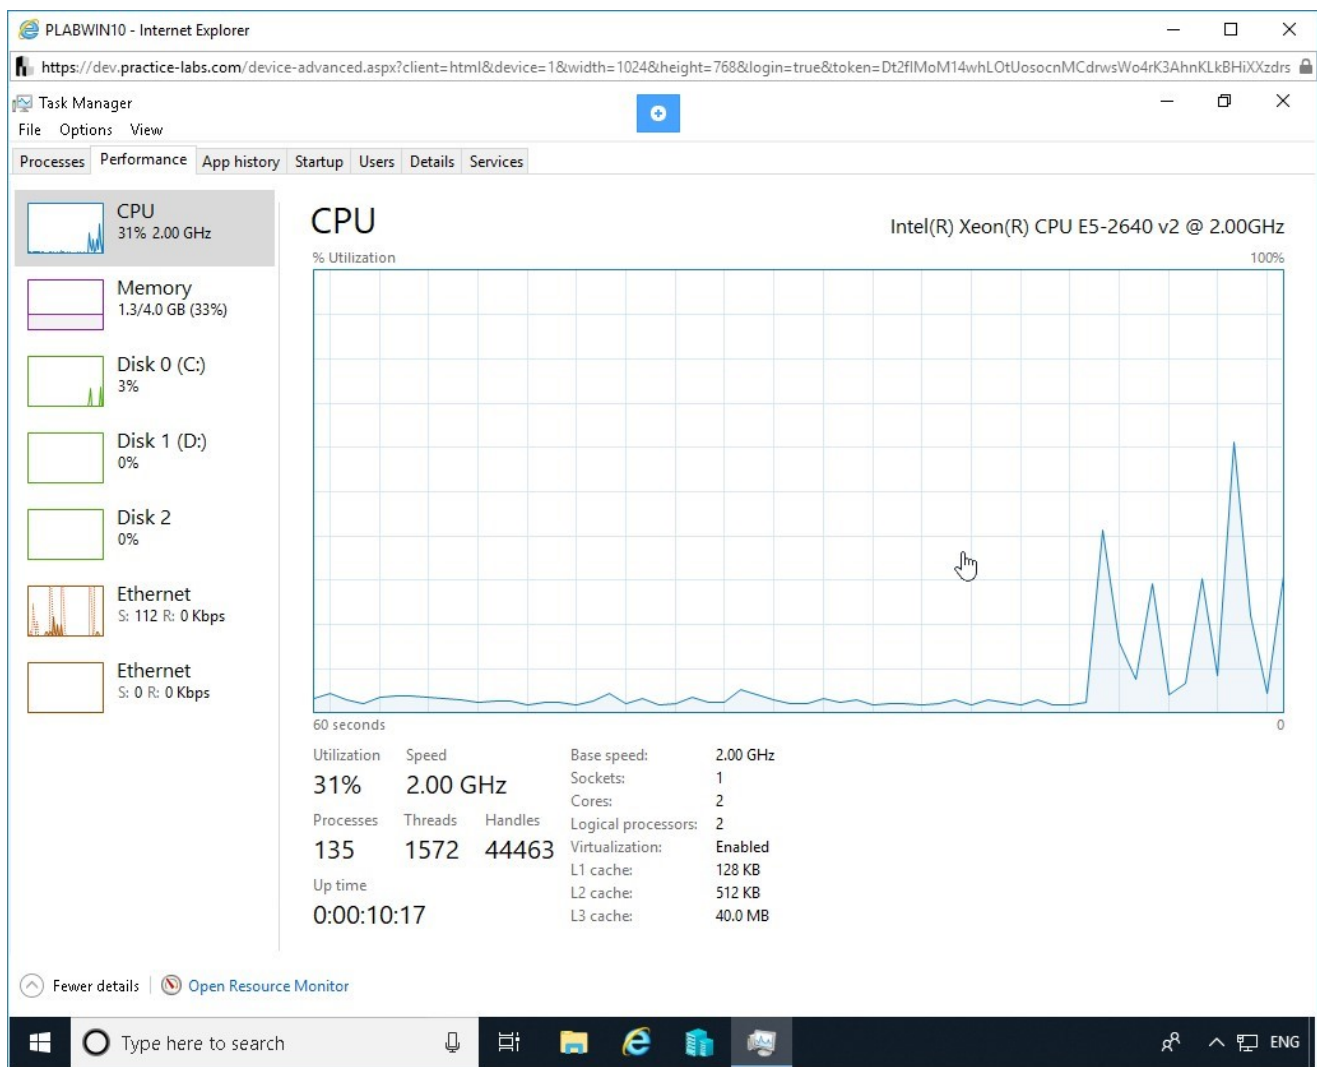 PLABWIN10 - Internet Explorer
https://dev.practice-labs.com/device-advanced.aspx?client=html&device=1&width=1024&height=768&login=true&token=Dt2flMoM14whLOtUosocnMCdrwsWo4rK3AhnKLkBHiXXzdrs
Task Manager
File Options View
Processes Performance App history Startup Users Details Services
CPU
31% 2.00 GHz
Memory
1.3/4.0 GB (33%)
Disk 0 (C:)
3%
Disk 1 (D:)
0%
Disk 2
0%
Ethernet
S: 112 R: 0 Kbps
Ethernet
S: 0 R: 0 Kbps
CPU Intel(R) Xeon(R) CPU E5-2640 v2 @ 2.00GHz
% Utilization 100%
60 seconds 0
Utilization Speed
31% 2.00 GHz
Processes Threads Handles
135 1572 44463
Up time
0:00:10:17
Base speed: 2.00 GHz
Sockets: 1
Cores: 2
Logical processors: 2
Virtualization: Enabled
L1 cache: 128 KB
L2 cache: 512 KB
L3 cache: 40.0 MB
Fewer details Open Resource Monitor
Type here to search ENG